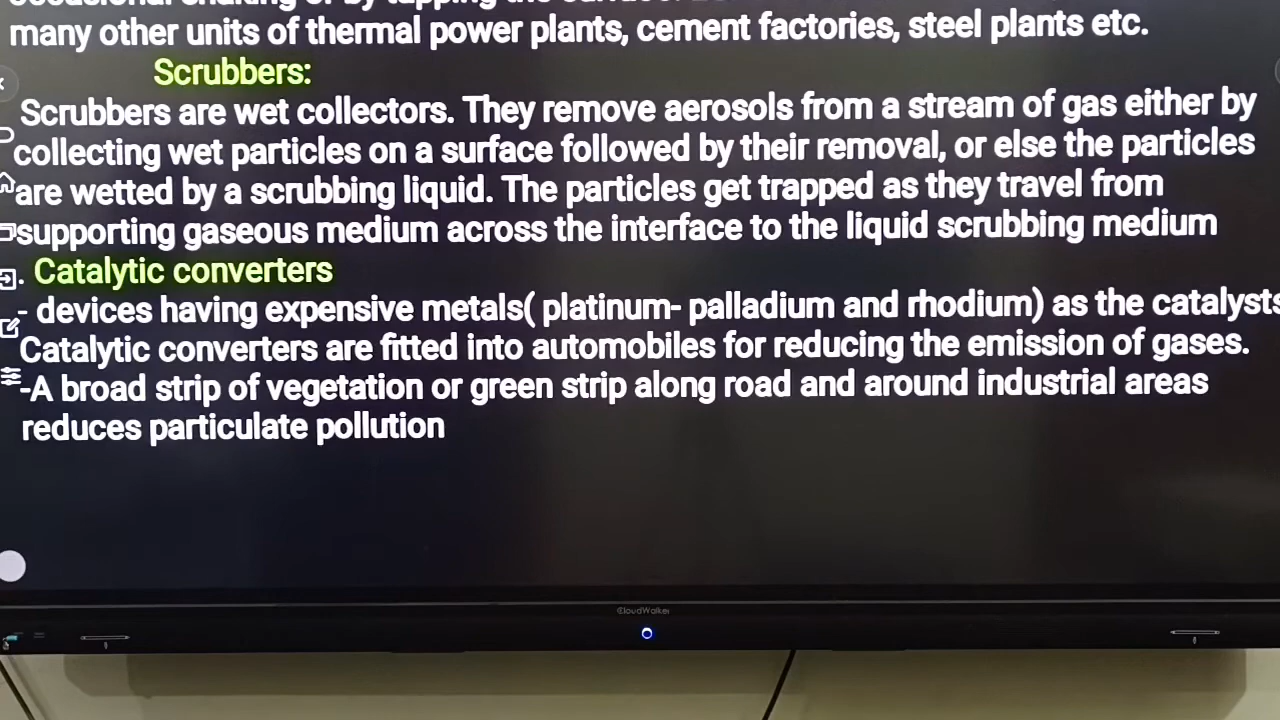 many other units of thermal power plants, cement factories, steel plants etc.
Scrubbers:
Scrubbers are wet collectors. They remove aerosols from a stream of gas either by
collecting wet particles on a surface followed by their removal, or else the particles
are wetted by a scrubbing liquid. The particles get trapped as they travel from
supporting gaseous medium across the interface to the liquid scrubbing medium
. Catalytic converters
- devices having expensive metals( platinum- palladium and rhodium) as the catalysts
Catalytic converters are fitted into automobiles for reducing the emission of gases.
-A broad strip of vegetation or green strip along road and around industrial areas
reduces particulate pollution
CloudWalker